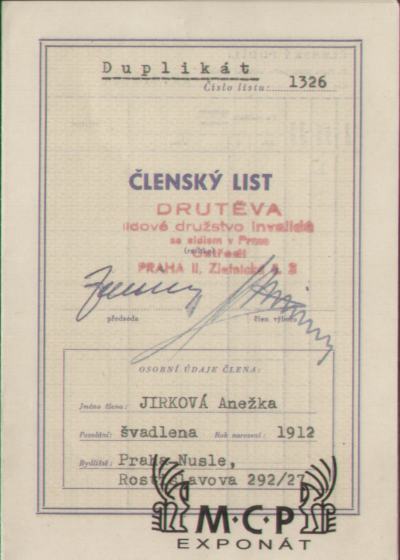 Duplikát
Číslo listu: 1326
ČLENSKÝ LIST
DRUTĚVA
lidové družstvo invalidů
se sídlem v Praze
(razítko)
Ústředí
PRAHA II, Zlatnická 2
předseda člen výboru
OSOBNÍ ÚDAJE ČLENA:
Jméno člena: JIRKOVÁ Anežka
Povolání: švadlena Rok narození: 1912
Bydliště: Praha-Nusle,
Rostislavova 292/27
M·C·P
EXPONÁT